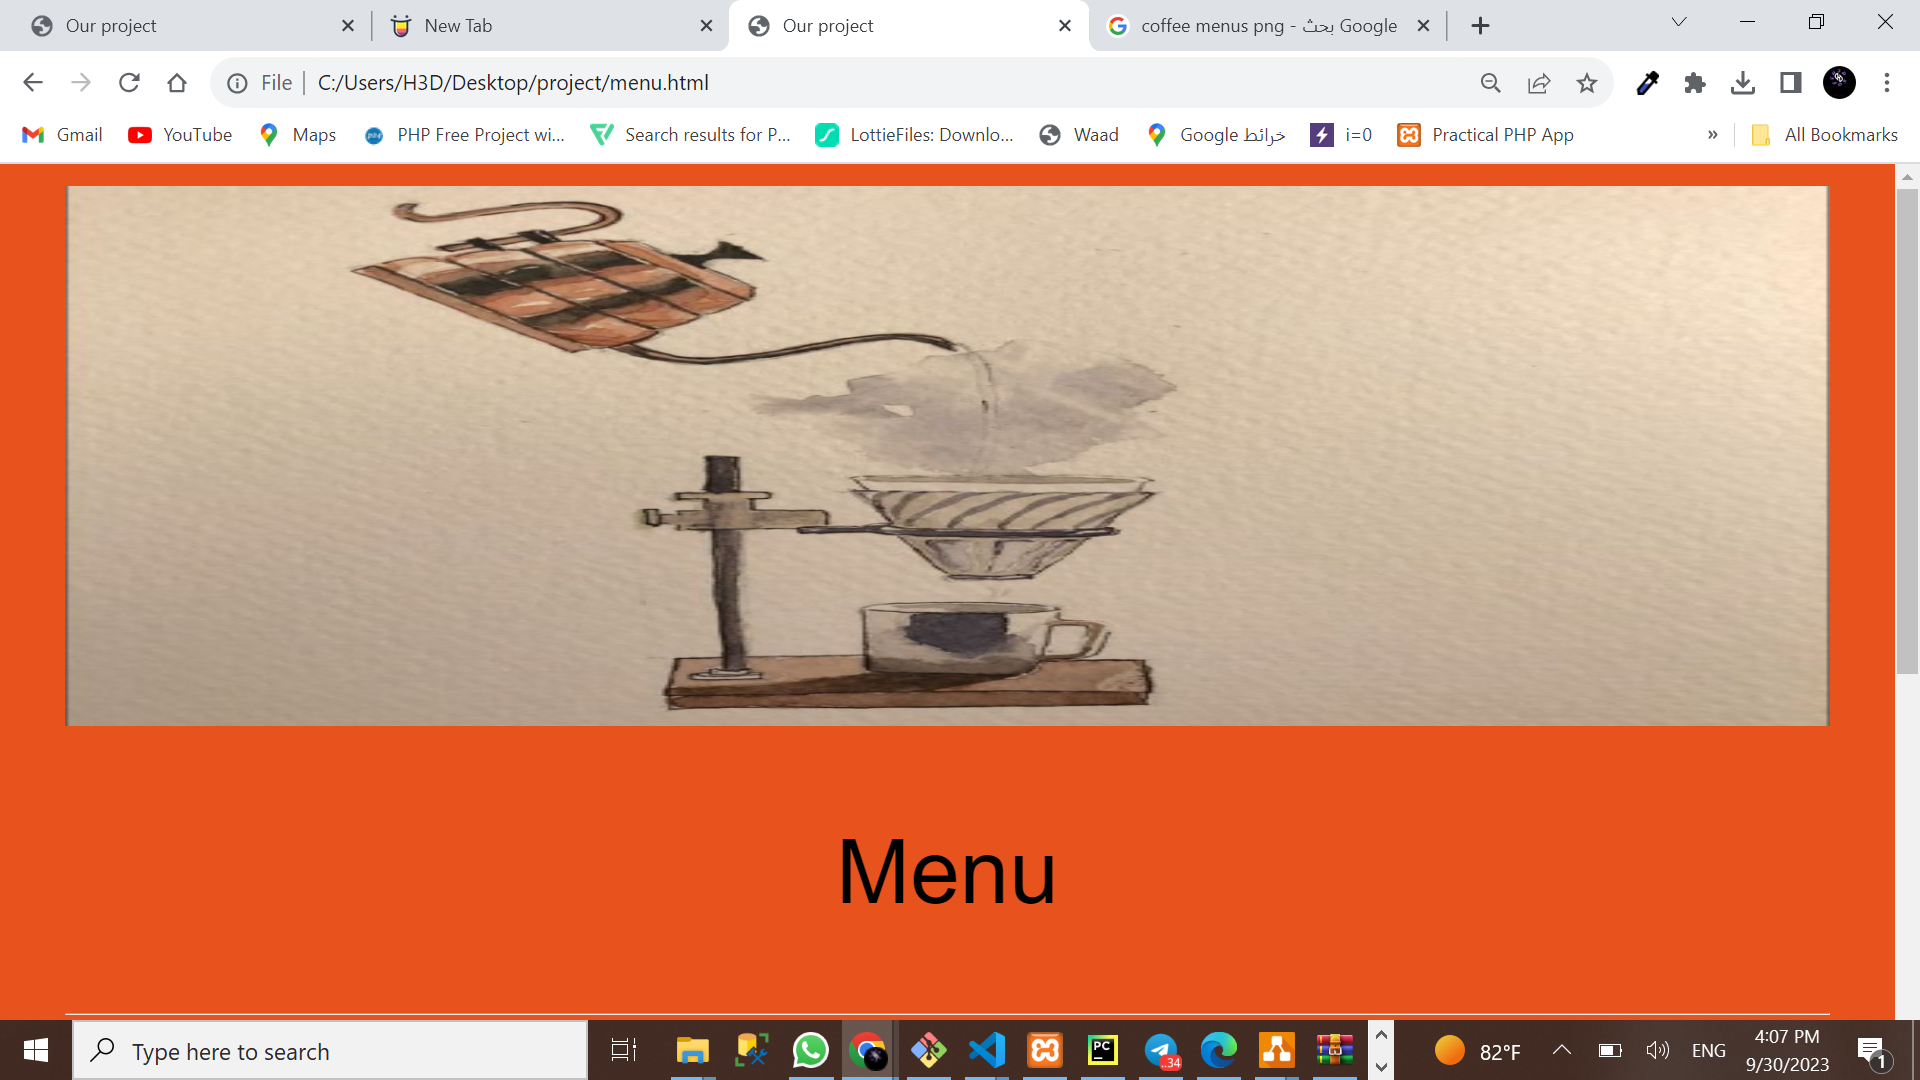 Our project
New Tab
Our project
coffee menus png - بحث Google
File
C:/Users/H3D/Desktop/project/menu.html
Gmail
YouTube
Maps
PHP Free Project wi...
Search results for P...
LottieFiles: Downlo...
Waad
خرائط Google
i=0
Practical PHP App
»
All Bookmarks
Menu
Type here to search
PC
..34
82°F
ENG
4:07 PM
9/30/2023
1